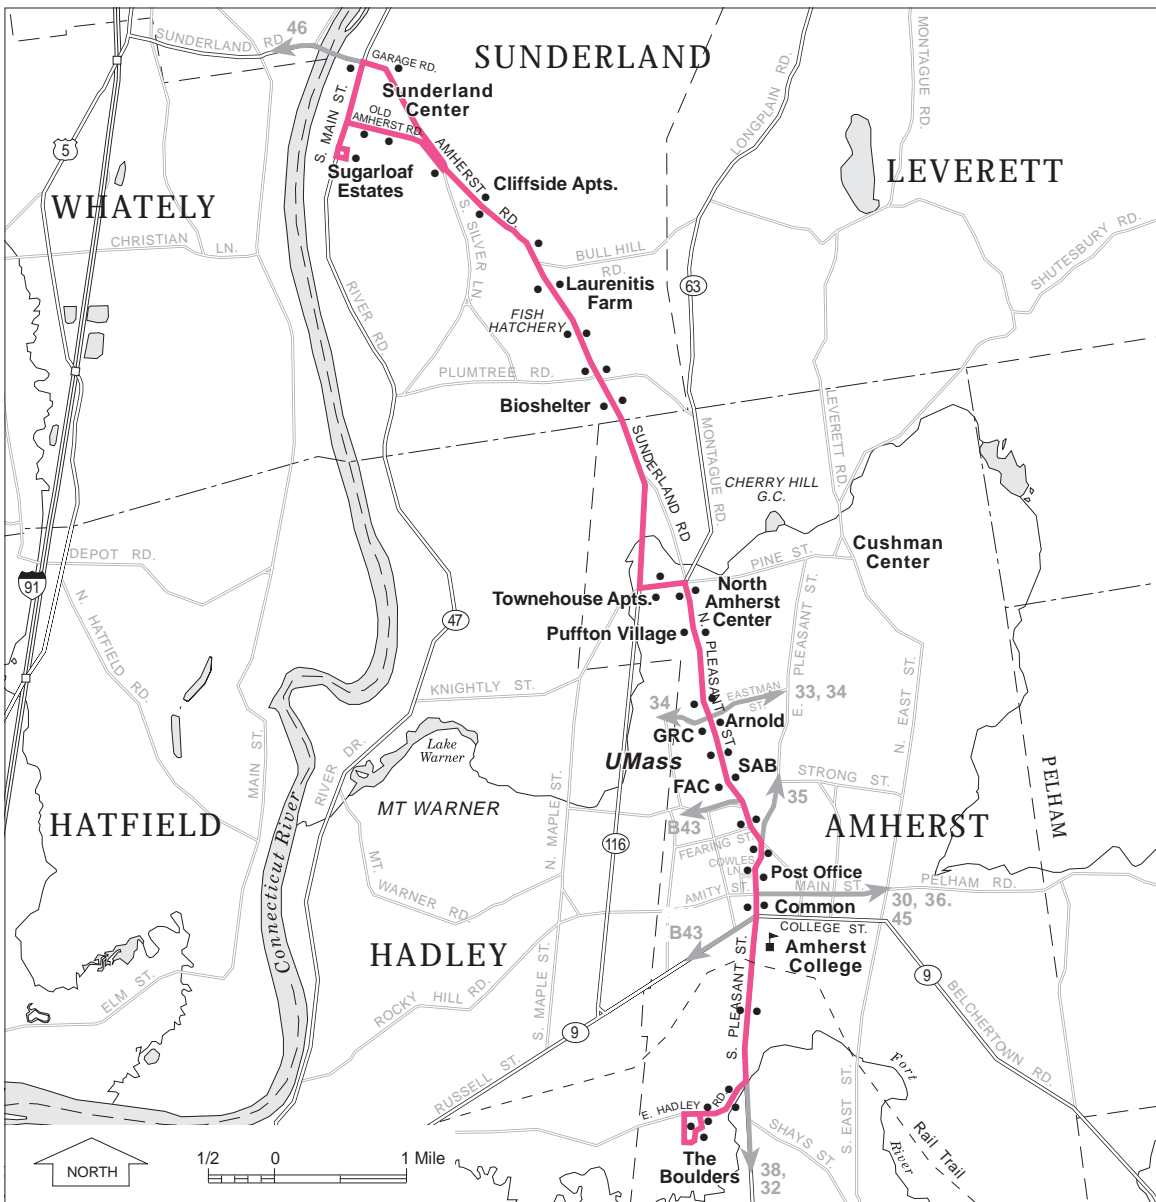 46
SUNDERLAND RD.
GARAGE RD.
SUNDERLAND
MONTAGUE RD.
LONGPLAIN RD.
Sunderland
Center
S. MAIN ST.
OLD
AMHERST RD.
5
AMHERST RD.
LEVERETT
Sugarloaf
Estates
Cliffside Apts.
WHATELY
S. SILVER LN.
SHUTESBURY RD.
CHRISTIAN LN.
BULL HILL
RD.
RIVER RD.
63
Laurenitis
Farm
FISH
HATCHERY
PLUMTREE RD.
Bioshelter
LEVERETT RD.
SUNDERLAND RD
MONTAGUE RD.
CHERRY HILL
G.C.
DEPOT RD.
PINE ST.
Cushman
Center
91
N. HATFIELD RD.
Townehouse Apts.
North
Amherst
Center
47
Puffton Village
N. PLEASANT ST.
E. PLEASANT ST.
N. EAST ST.
KNIGHTLY ST.
34
EASTMAN
ST.
33, 34
Arnold
GRC
UMass
SAB
Lake
Warner
RIVER DR.
MAIN ST.
FAC
STRONG ST.
35
PELHAM
MT WARNER
HATFIELD
B43
AMHERST
N. MAPLE ST.
116
FEARING ST.
COWLES
LN.
Post Office
MT.
WARNER RD.
AMITY ST.
MAIN ST.
PELHAM RD.
30, 36.
45
Common
B43
COLLEGE ST.
Connecticut River
HADLEY
Amherst
College
9
ELM ST.
ROCKY HILL RD.
S. MAPLE ST.
S. PLEASANT ST.
BELCHERTOWN RD.
9
RUSSELL ST.
Fort
River
E. HADLEY RD.
S. EAST ST.
SHAYS ST.
Rail Trail
The
Boulders
38,
32
NORTH
1/2 0 1 Mile